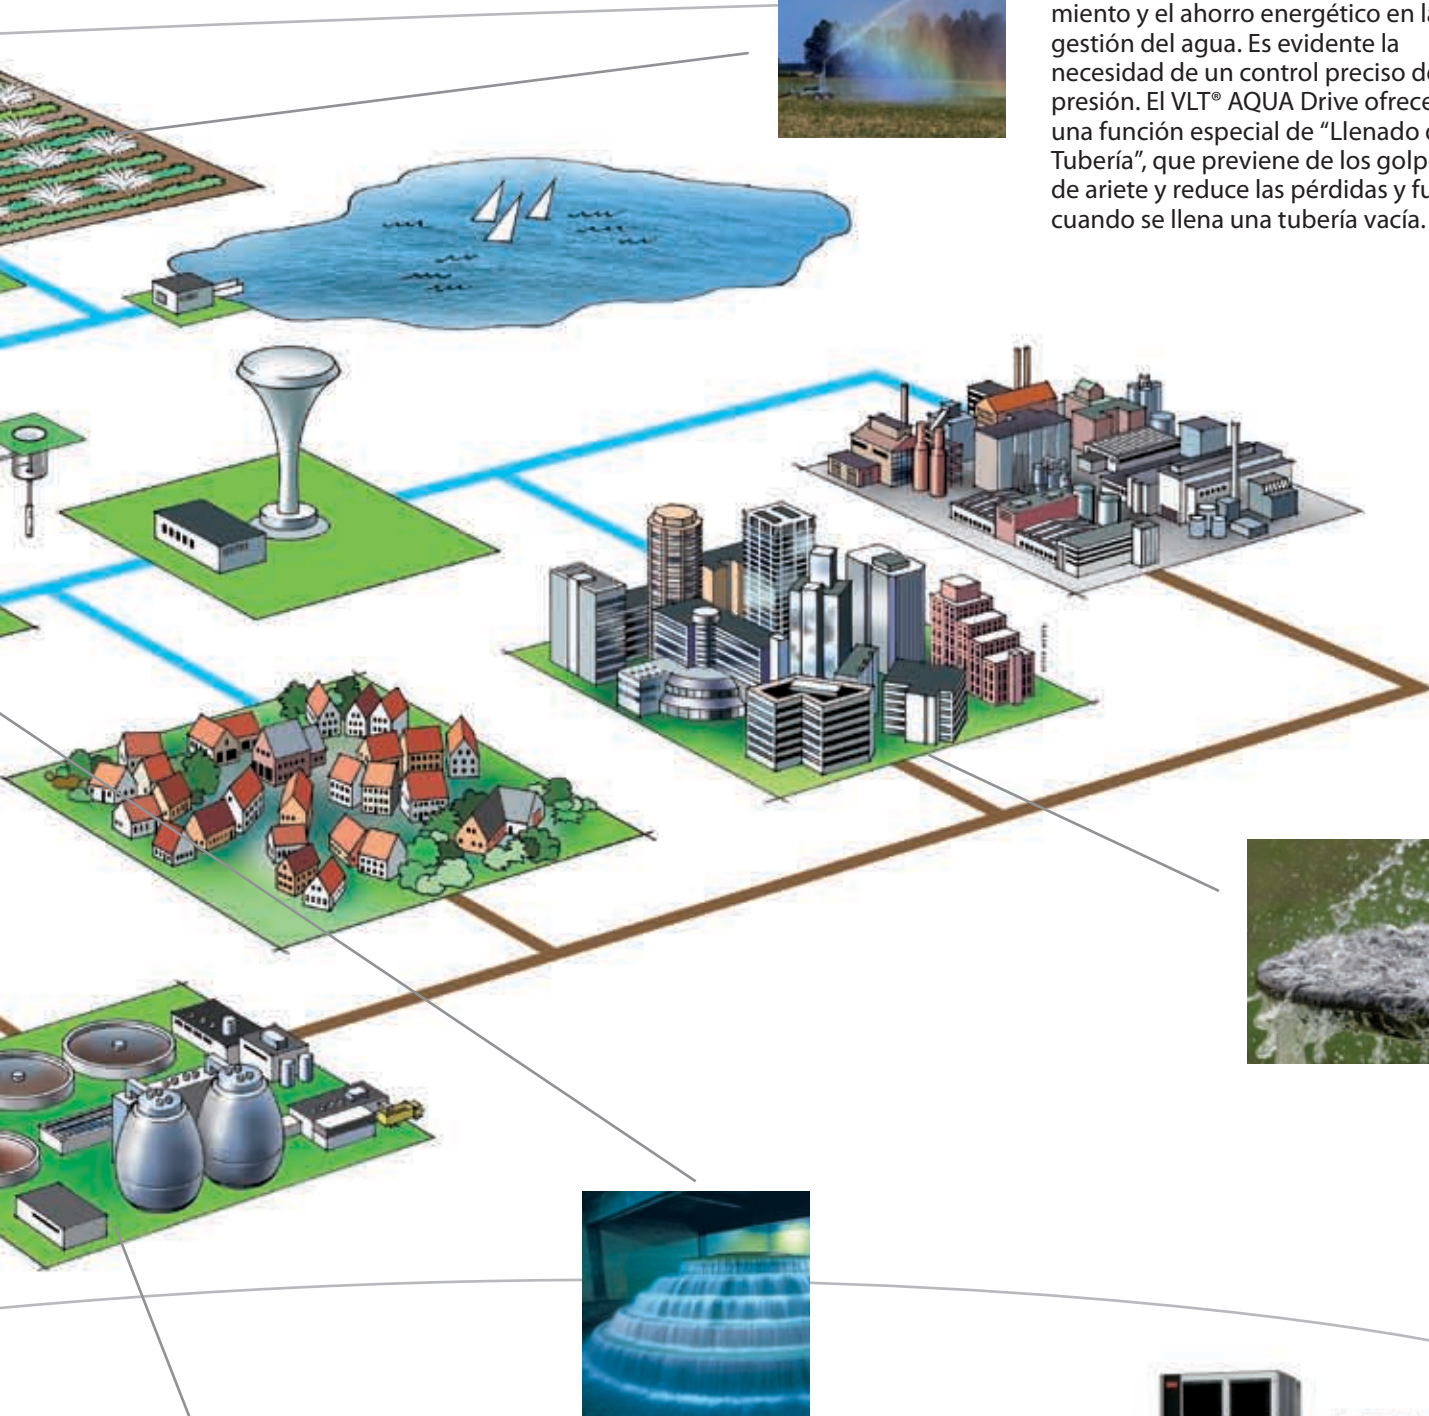 miento y el ahorro energético en la
gestión del agua. Es evidente la
necesidad de un control preciso de
presión. El VLT® AQUA Drive ofrece
una función especial de “Llenado
Tubería”, que previene de los
de ariete y reduce las pérdidas y
cuando se llena una tubería vacía.